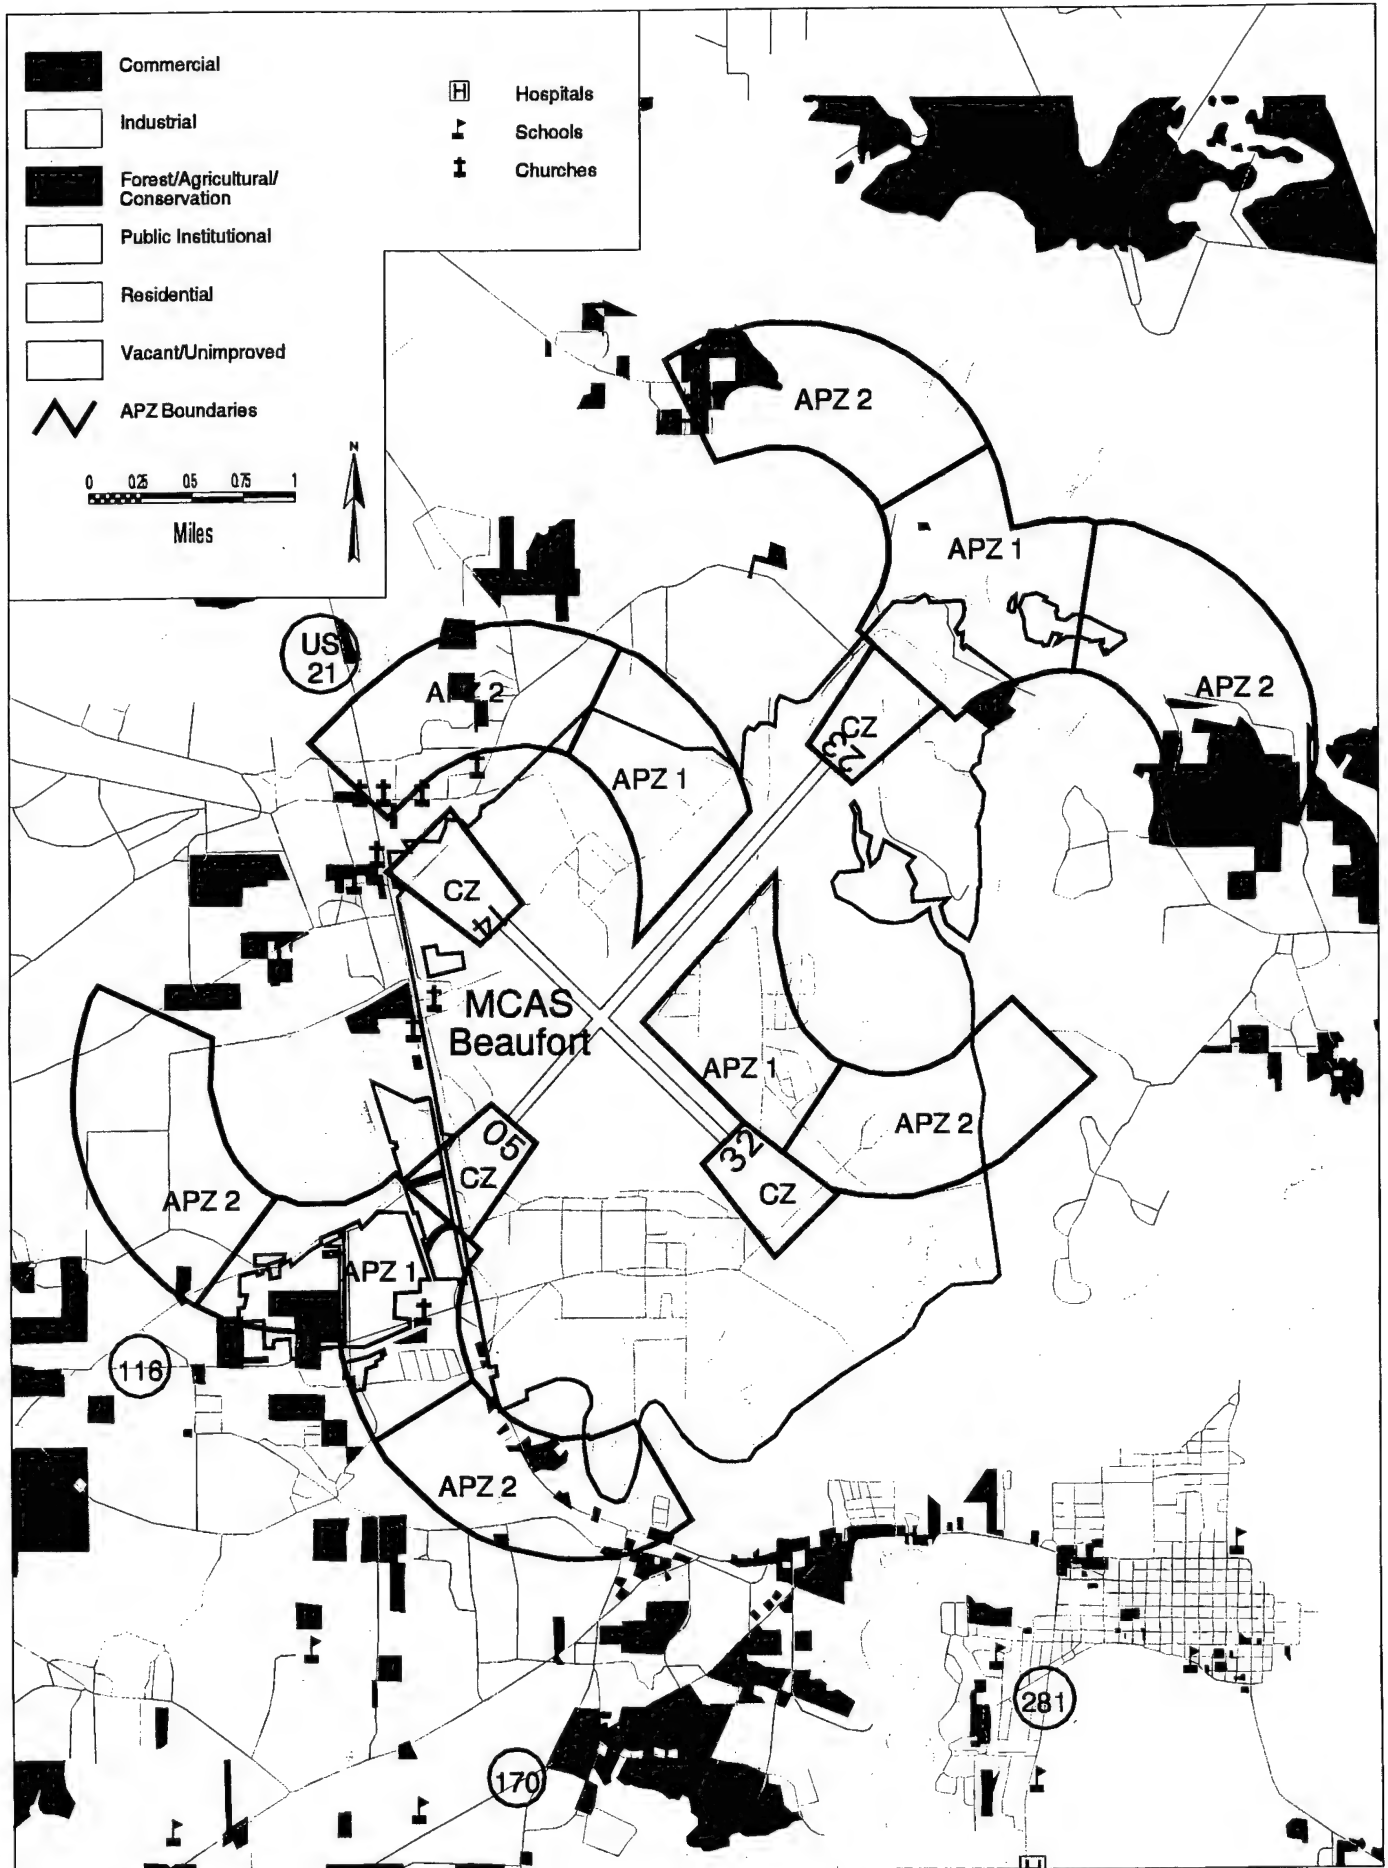 Commercial
Industrial
Forest/Agricultural/
Conservation
Public Institutional
Residential
Vacant/Unimproved
APZ Boundaries
H Hospitals
Schools
Churches
N
0 0.25 0.5 0.75 1
Miles
APZ 2
APZ 1
APZ 2
US
21
APZ 2
APZ 1
CZ
23
CZ
14
MCAS
Beaufort
APZ 1
APZ 2
05
CZ
32
CZ
APZ 2
APZ 1
116
APZ 2
281
170
H